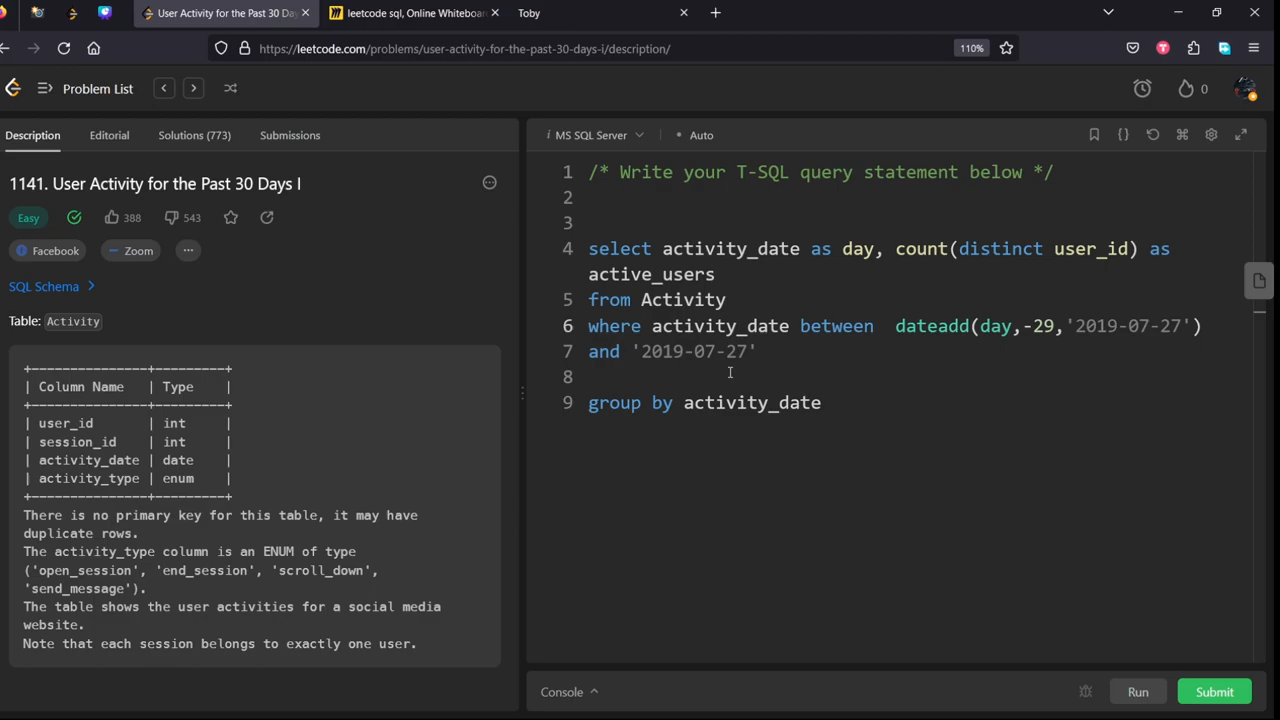 User Activity for the Past 30 Day
leetcode sql, Online Whiteboar
Toby
https://leetcode.com/problems/user-activity-for-the-past-30-days-i/description/
110%
Problem List
0
Description
Editorial
Solutions (773)
Submissions
1141. User Activity for the Past 30 Days I
Easy
388
543
Facebook
Zoom
SQL Schema
Table: Activity
+---------------+---------+
| Column Name   | Type    |
+---------------+---------+
| user_id       | int     |
| session_id    | int     |
| activity_date | date    |
| activity_type | enum    |
+---------------+---------+
There is no primary key for this table, it may have
duplicate rows.
The activity_type column is an ENUM of type
('open_session', 'end_session', 'scroll_down',
'send_message').
The table shows the user activities for a social media
website.
Note that each session belongs to exactly one user.
i MS SQL Server
Auto
1 /* Write your T-SQL query statement below */
2
3
4 select activity_date as day, count(distinct user_id) as
active_users
5 from Activity
6 where activity_date between  dateadd(day,-29,'2019-07-27')
7 and '2019-07-27'
8
9 group by activity_date
Console
Run
Submit